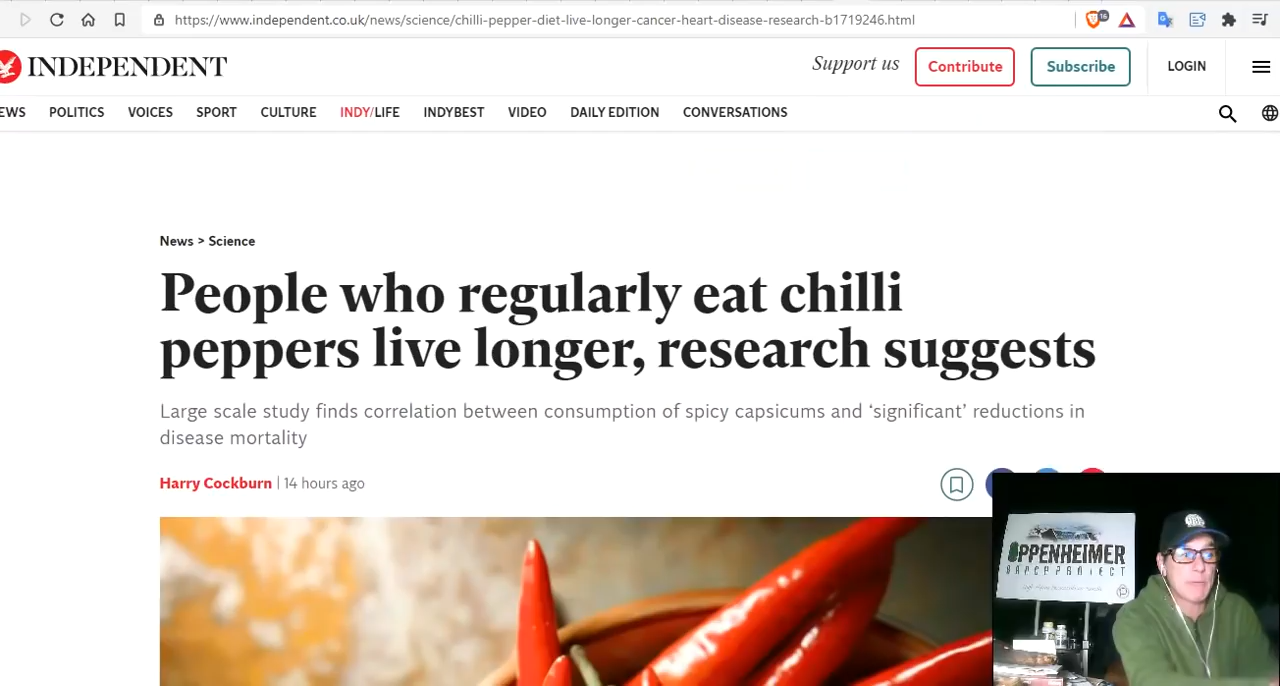 https://www.independent.co.uk/news/science/chilli-pepper-diet-live-longer-cancer-heart-disease-research-b1719246.html
16
INDEPENDENT
Support us
Contribute
Subscribe
LOGIN
EWS POLITICS VOICES SPORT CULTURE INDY/LIFE INDYBEST VIDEO DAILY EDITION CONVERSATIONS
News > Science
People who regularly eat chilli
peppers live longer, research suggests
Large scale study finds correlation between consumption of spicy capsicums and ‘significant’ reductions in
disease mortality
Harry Cockburn | 14 hours ago
OPPENHEIMER
PROJECT